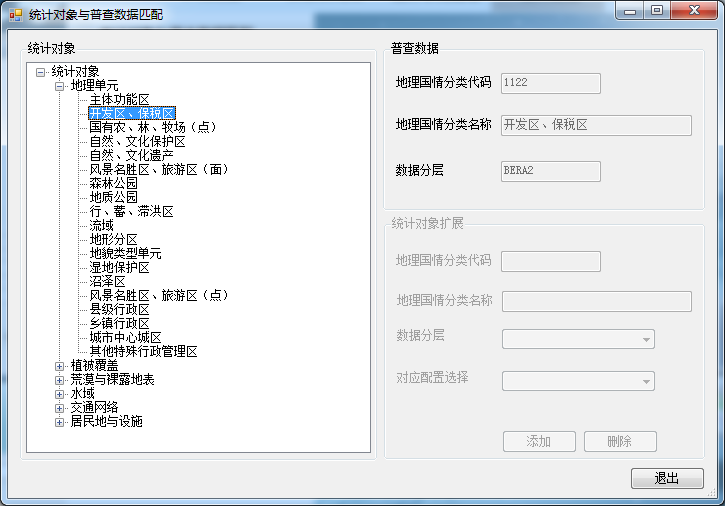 统计对象与普查数据匹配
统计对象
统计对象
地理单元
主体功能区
开发区、保税区
国有农、林、牧场（点）
自然、文化保护区
自然、文化遗产
风景名胜区、旅游区（面）
森林公园
地质公园
行、蓄、滞洪区
流域
地形分区
地貌类型单元
湿地保护区
沼泽区
风景名胜区、旅游区（点）
县级行政区
乡镇行政区
城市中心城区
其他特殊行政管理区
植被覆盖
荒漠与裸露地表
水域
交通网络
居民地与设施
普查数据
地理国情分类代码 1122
地理国情分类名称 开发区、保税区
数据分层 BERA2
统计对象扩展
地理国情分类代码
地理国情分类名称
数据分层
对应配置选择
添加 删除
退出